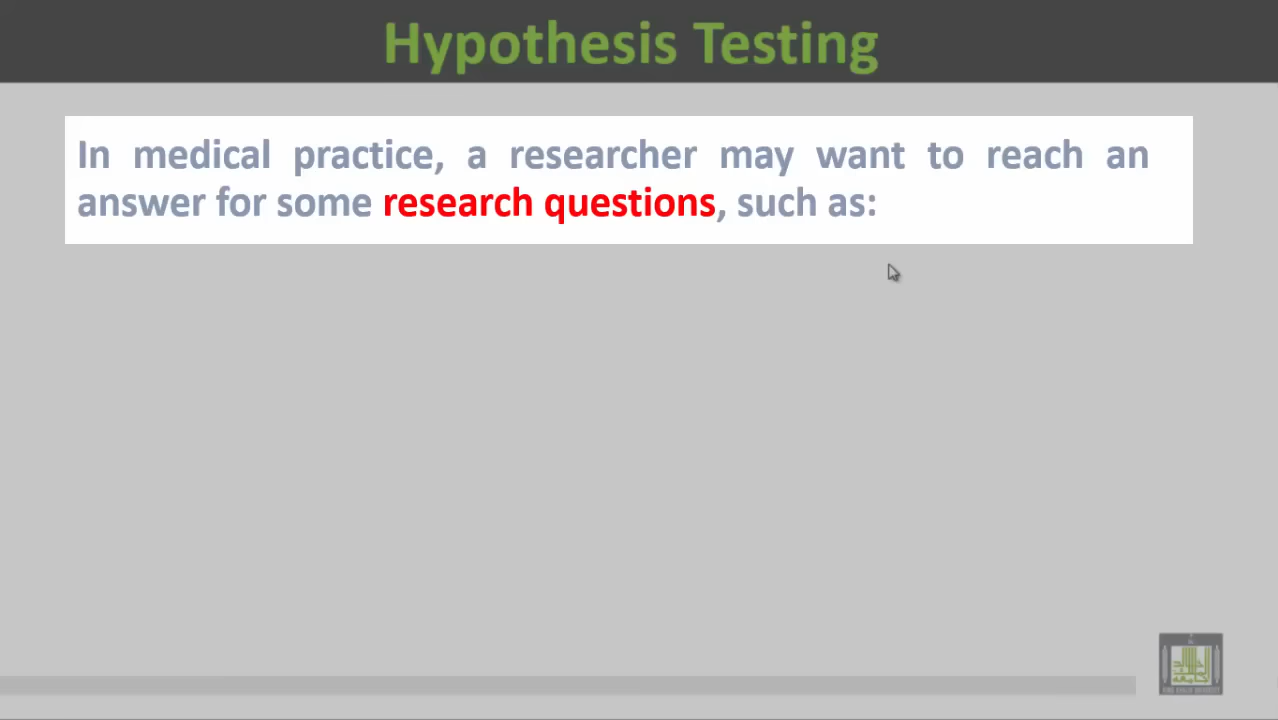 Hypothesis Testing
In medical practice, a researcher may want to reach an
answer for some research questions, such as: